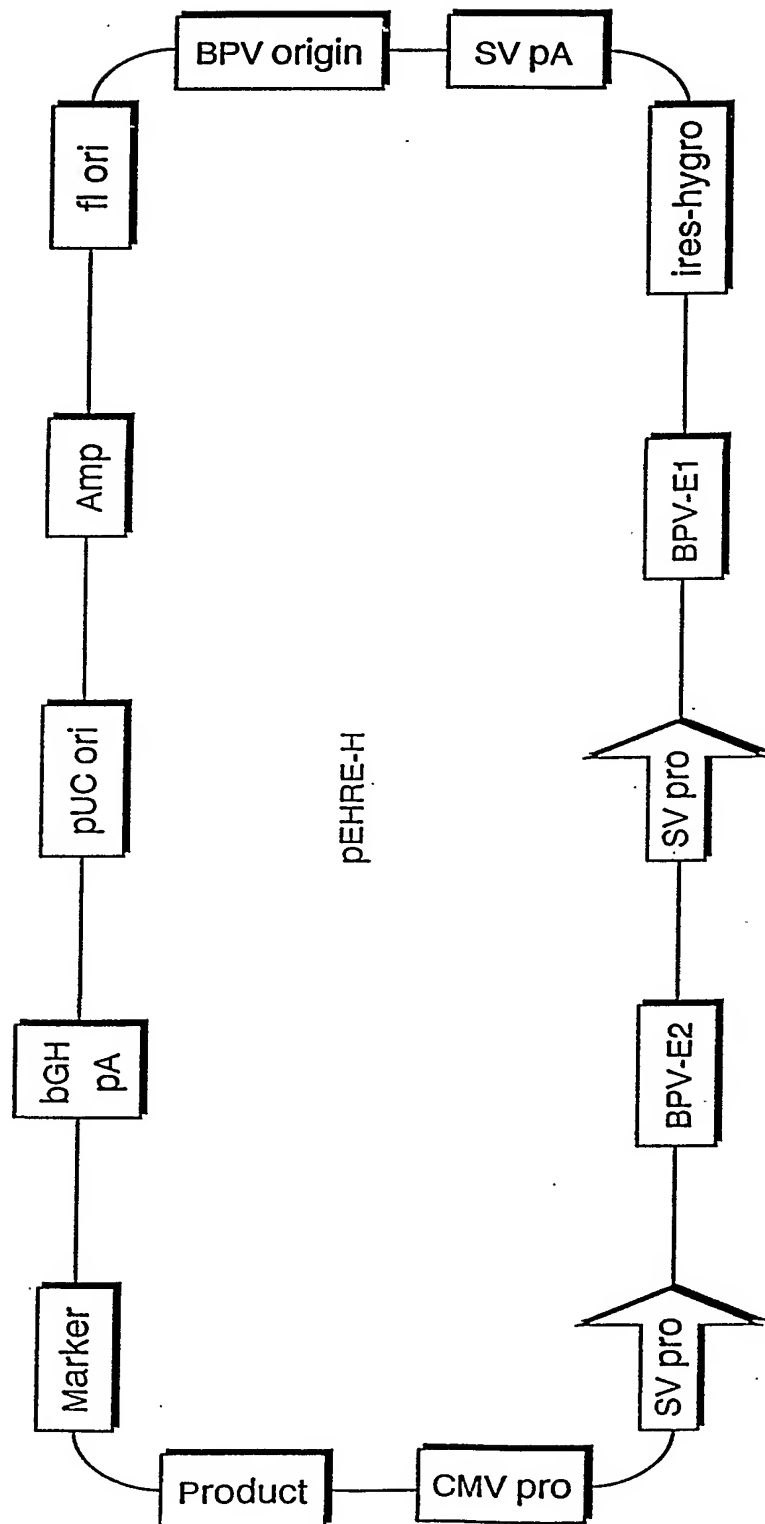 BPV origin
SV pA
fl ori
ires-hygro
Amp
BPV-E1
pUC ori
pEHRE-H
SV pro
bGH
pA
BPV-E2
Marker
SV pro
Product
CMV pro